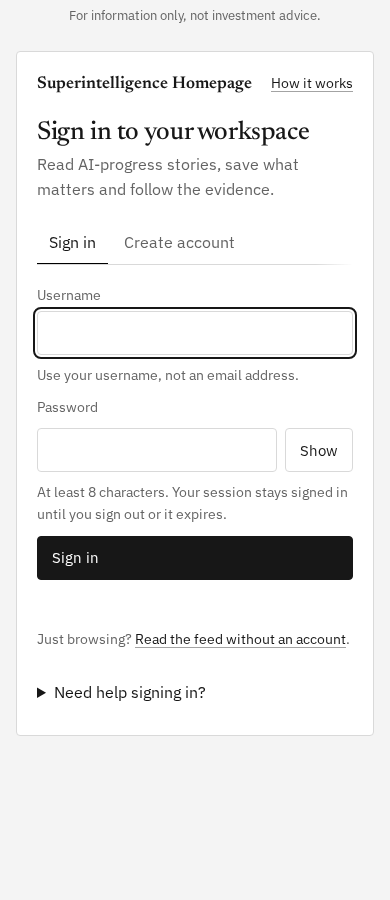 For information only, not investment advice.
Superintelligence Homepage How it works
Sign in to your workspace
Read AI-progress stories, save what
matters and follow the evidence.
Sign in Create account
Username
Use your username, not an email address.
Password
Show
At least 8 characters. Your session stays signed in
until you sign out or it expires.
Sign in
Just browsing? Read the feed without an account.
Need help signing in?